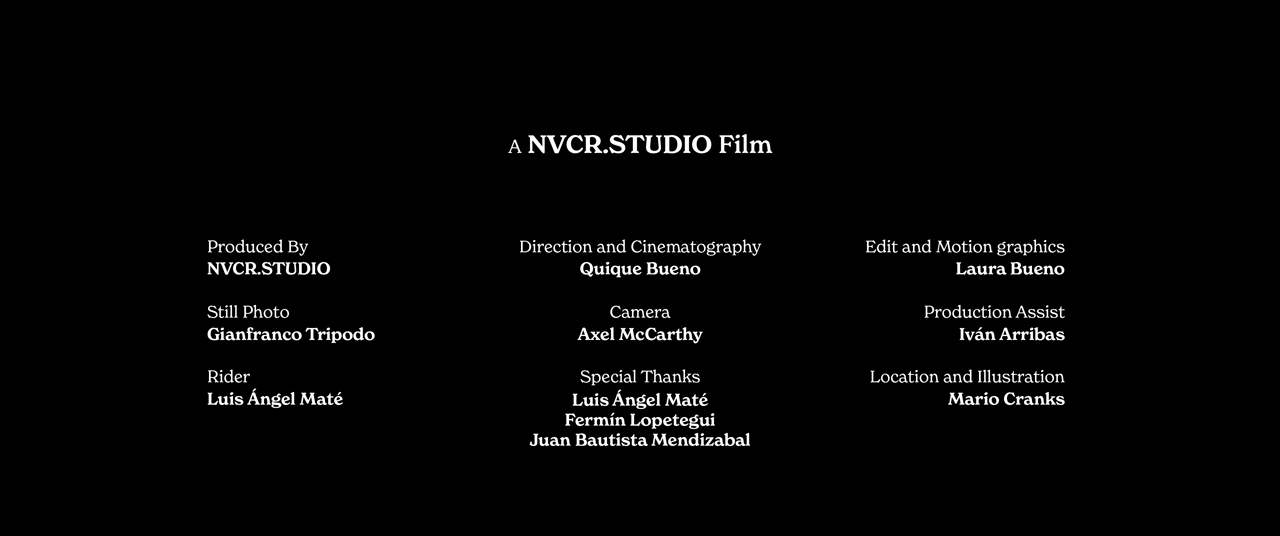 A NVCR.STUDIO Film
Produced By
NVCR.STUDIO
Still Photo
Gianfranco Tripodo
Rider
Luis Ángel Maté
Direction and Cinematography
Quique Bueno
Camera
Axel McCarthy
Special Thanks
Luis Ángel Maté
Fermín Lopetegui
Juan Bautista Mendizabal
Edit and Motion graphics
Laura Bueno
Production Assist
Iván Arribas
Location and Illustration
Mario Cranks